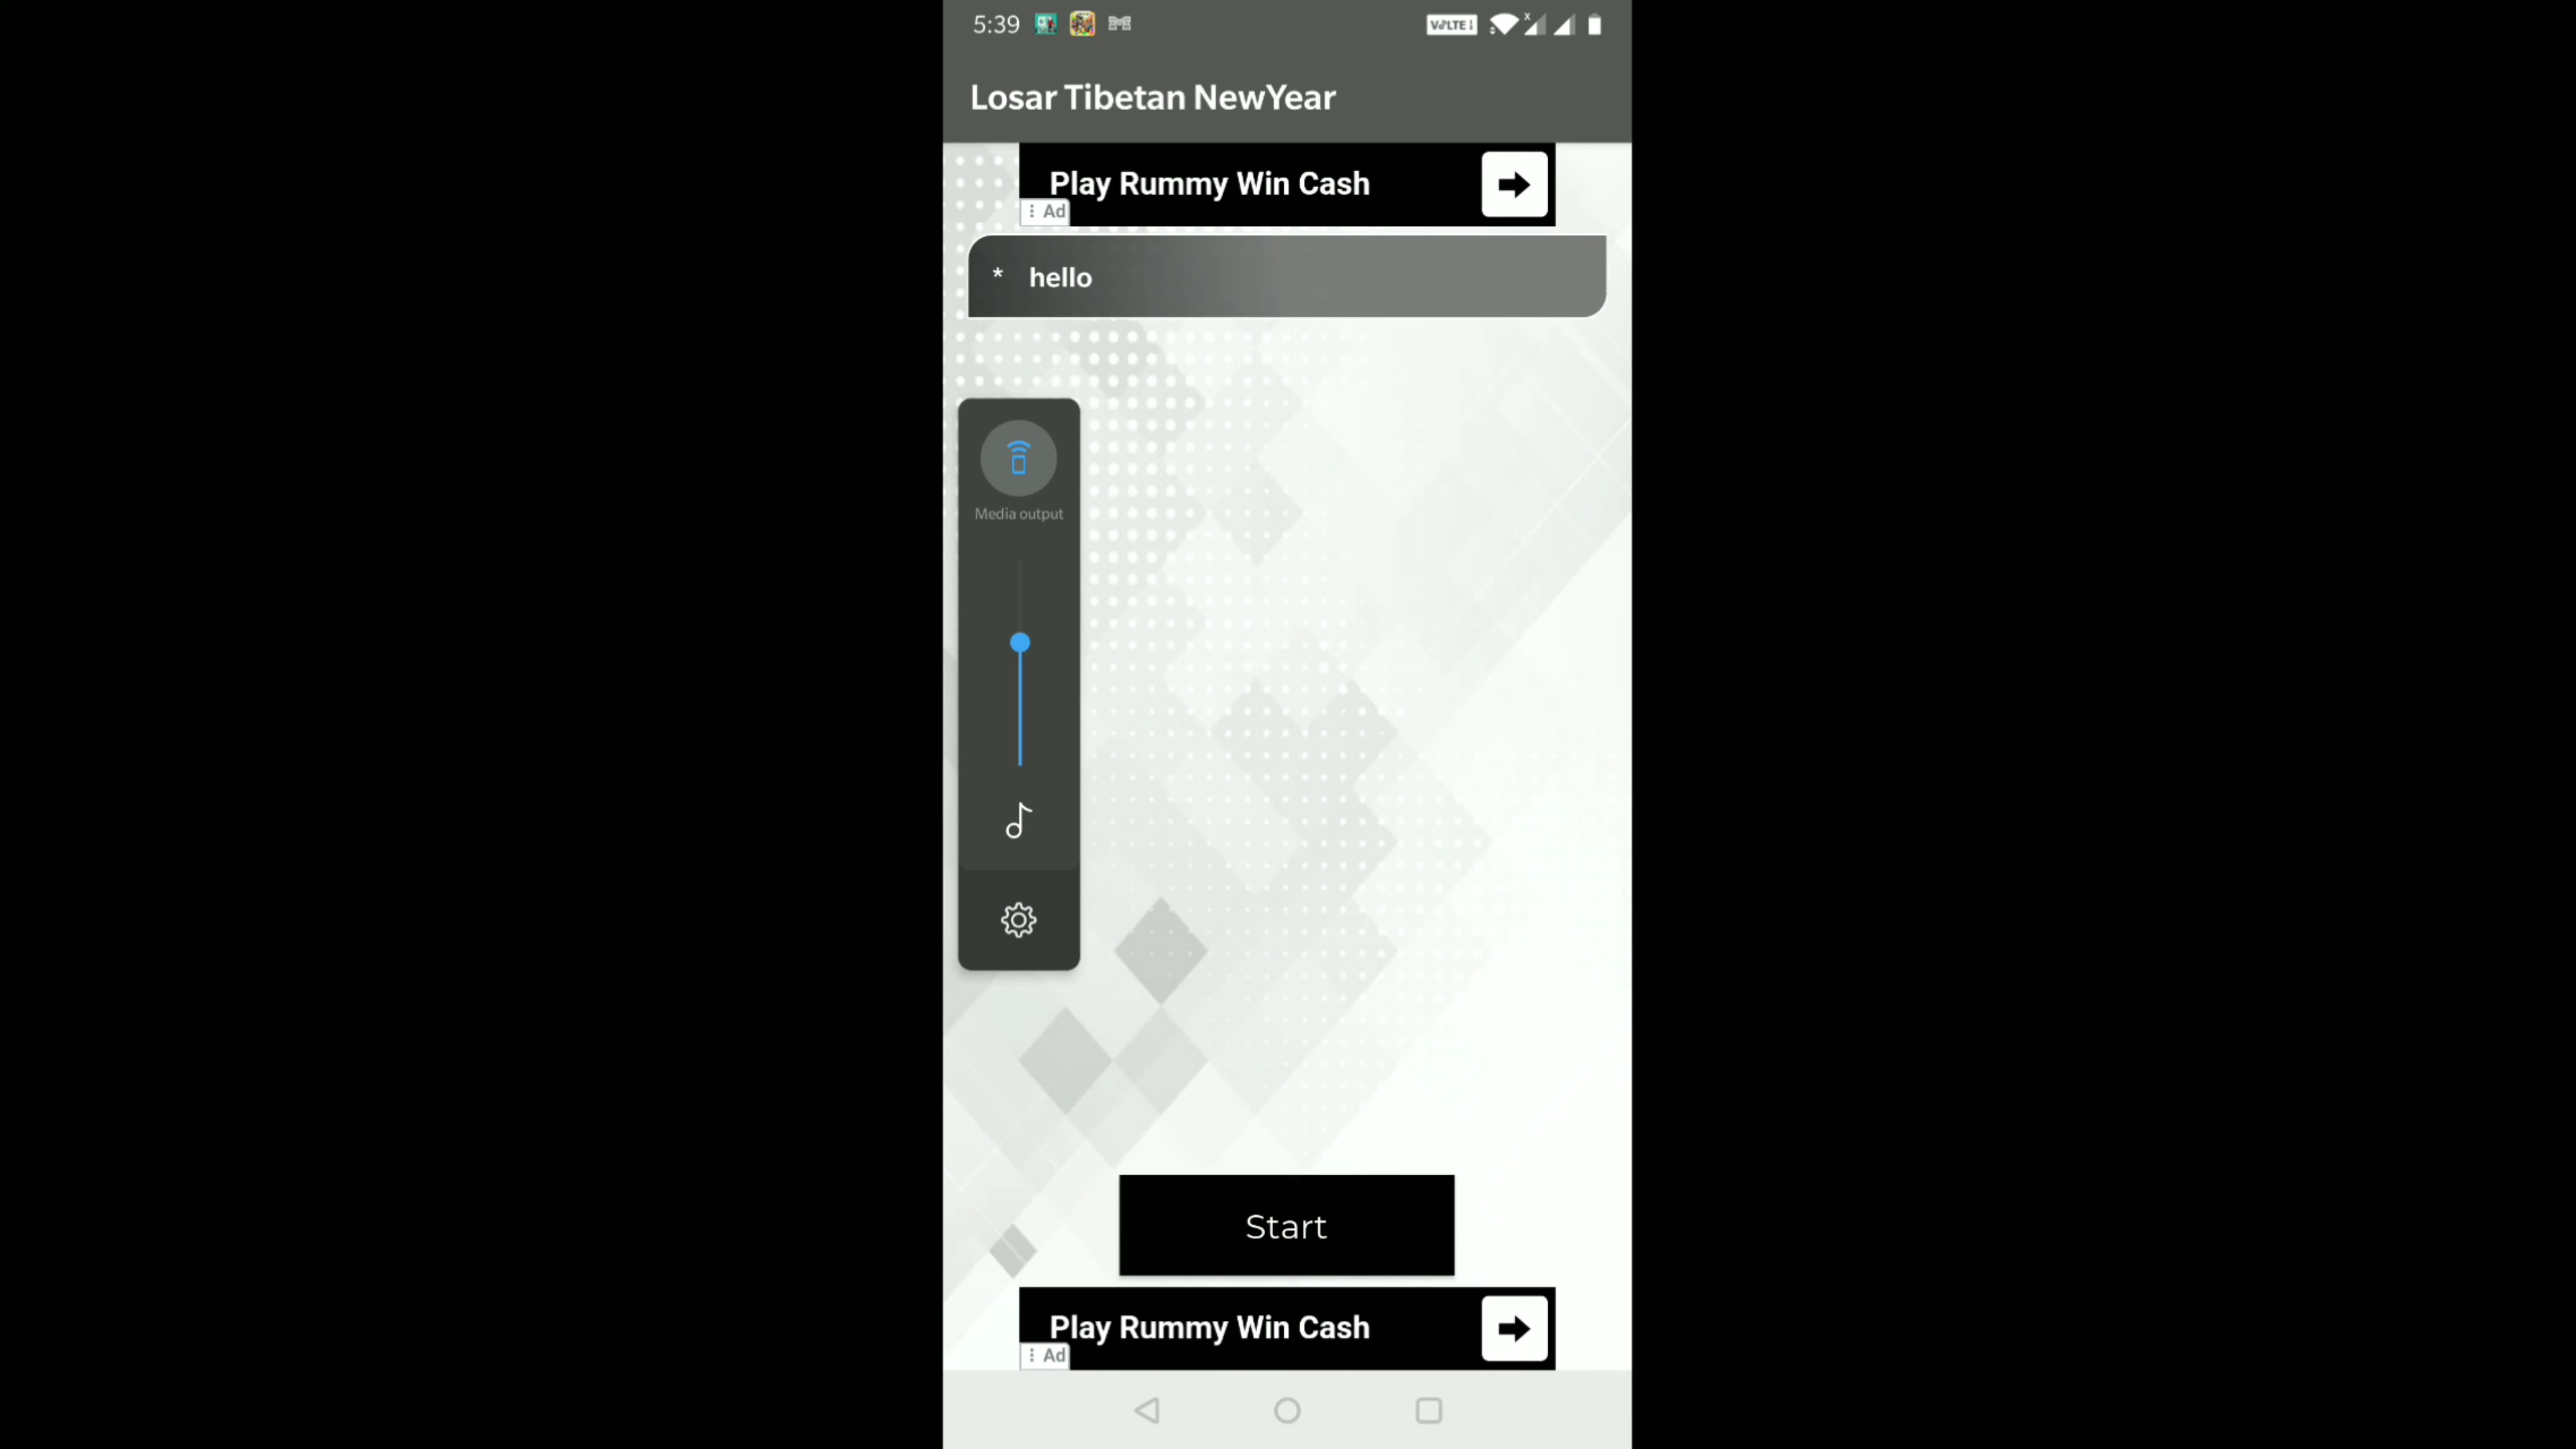 5:39
VoLTE
Losar Tibetan NewYear
Play Rummy Win Cash
Ad
* hello
Media output
Start
Play Rummy Win Cash
Ad